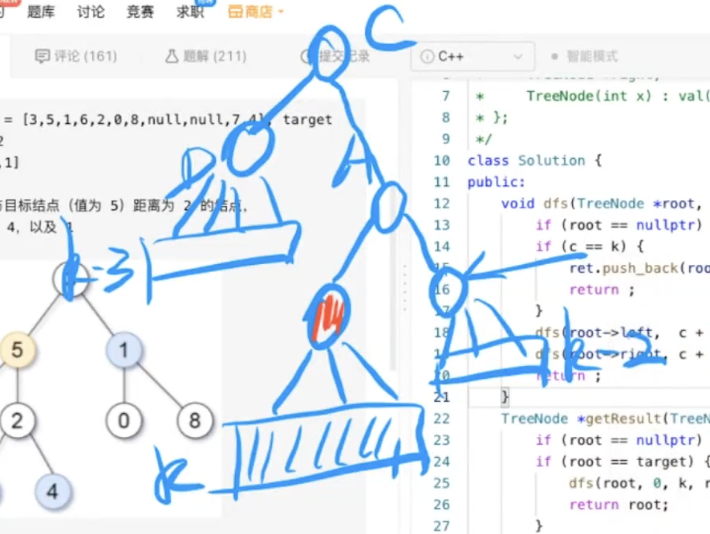 题库 讨论 竞赛 求职 商店
评论 (161) 题解 (211) 提交记录 C++ 智能模式
C
= [3,5,1,6,2,0,8,null,null,7,4], target
2
,1]
目标结点（值为 5）距离为 2 的结点,
4，以及 1
D
A
k-3
k-2
k
5
1
2
0
8
4
7 * TreeNode(int x) : val(
8 * };
9 */
10 class Solution {
11 public:
12 void dfs(TreeNode *root,
13 if (root == nullptr)
14 if (c == k) {
15 ret.push_back(roo
16 return ;
17 }
18 dfs(root->left, c +
19 dfs(root->right, c +
20 return ;
21 }
22 TreeNode *getResult(TreeN
23 if (root == nullptr)
24 if (root == target) {
25 dfs(root, 0, k, r
26 return root;
27 }